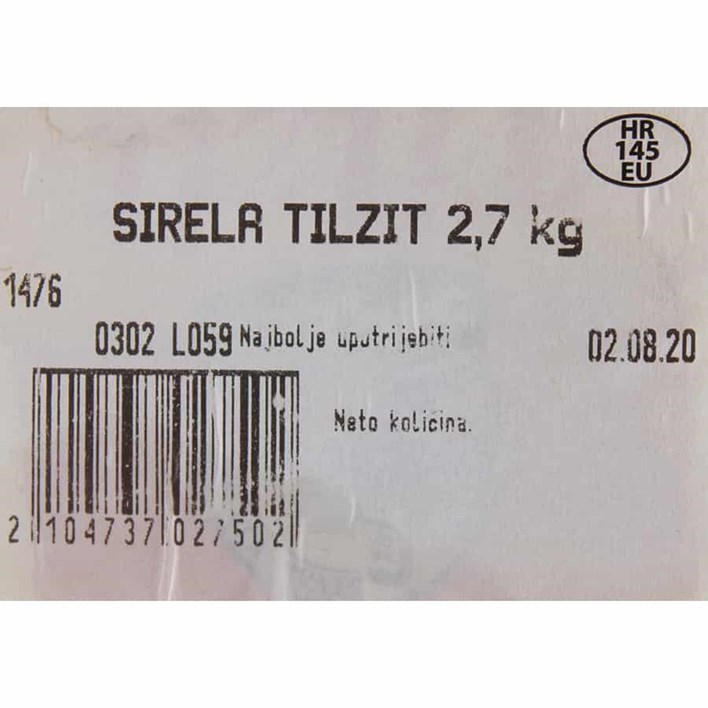 HR
145
EU
SIRELA TILZIT 2,7 kg
1476
0302 L059 Najbolje upotrijebiti 02.08.20
Neto količina.
2 104737 027502